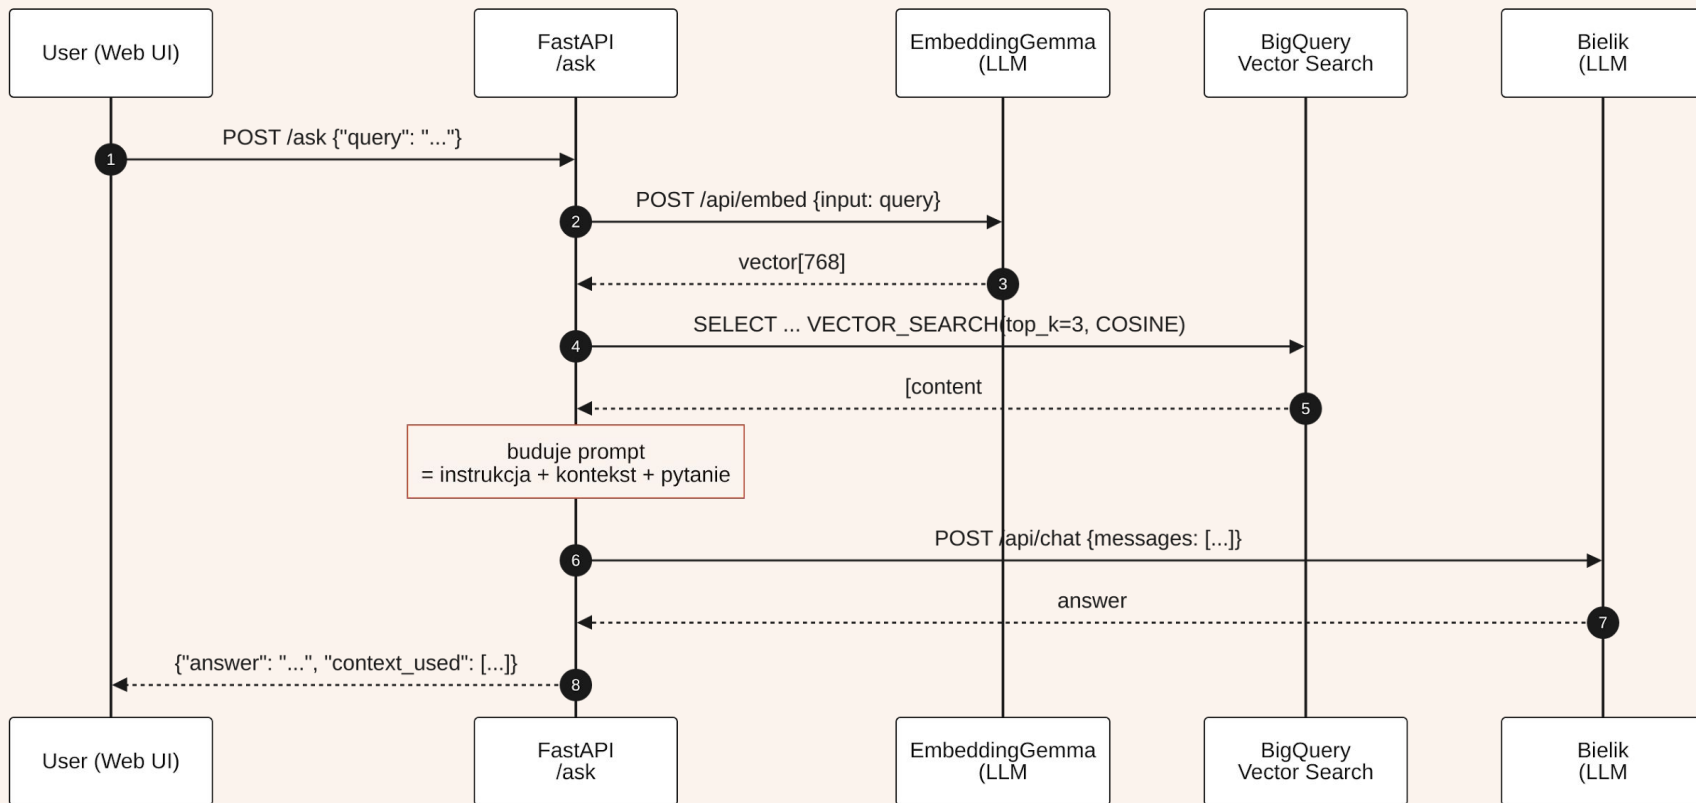 User (Web UI)
FastAPI
/ask
EmbeddingGemma
(LLM
BigQuery
Vector Search
Bielik
(LLM
POST /ask {"query": "..."}
1
POST /api/embed {input: query}
2
vector[768]
3
SELECT ... VECTOR_SEARCH(top_k=3, COSINE)
4
[content
5
buduje prompt
= instrukcja + kontekst + pytanie
POST /api/chat {messages: [...]}
6
answer
7
{"answer": "...", "context_used": [...]}
8
User (Web UI)
FastAPI
/ask
EmbeddingGemma
(LLM
BigQuery
Vector Search
Bielik
(LLM